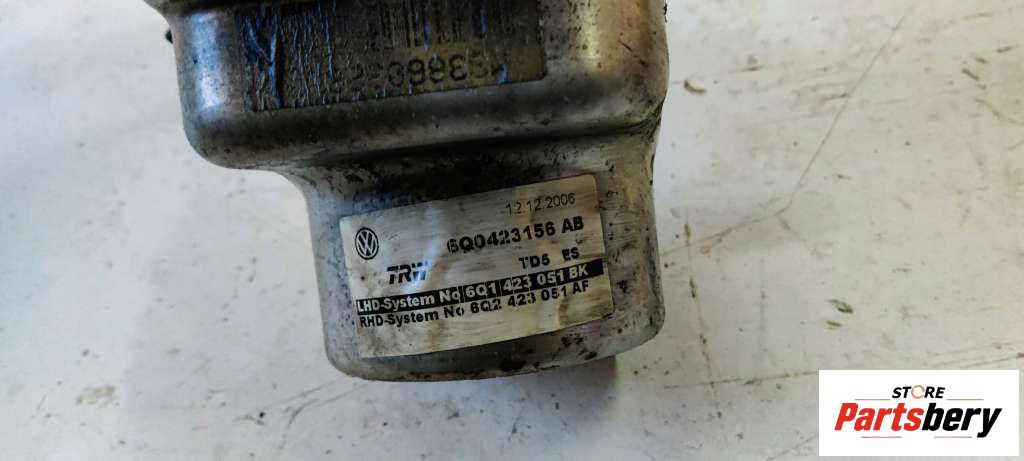 12.12.2006
6Q0423156 AB
TRW TD5 ES
LHD-System No 6Q1 423 051 BK
RHD-System No 6Q2 423 051 AF
STORE
Partsbery